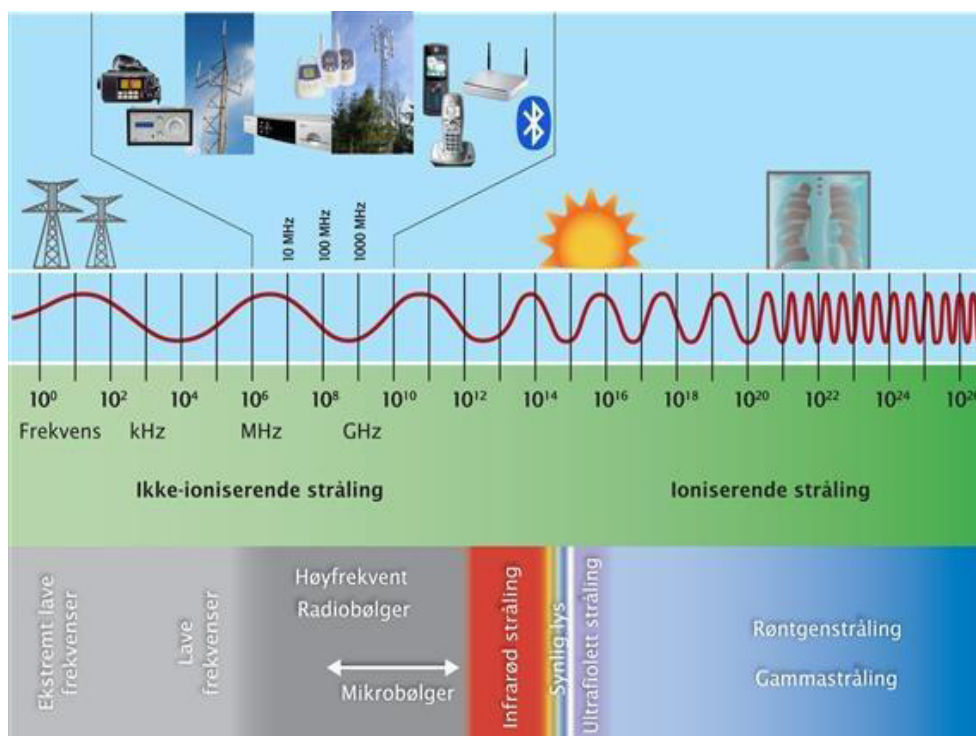 10 MHz
100 MHz
1000 MHz
10⁰ 10² 10⁴ 10⁶ 10⁸ 10¹⁰ 10¹² 10¹⁴ 10¹⁶ 10¹⁸ 10²⁰ 10²² 10²⁴ 10²⁶
Frekvens kHz MHz GHz
Ikke-ioniserende stråling
Ioniserende stråling
Ekstremt lave
frekvenser
Lave
frekvenser
Høyfrekvent
Radiobølger
Mikrobølger
Infrarød stråling
Synlig lys
Ultrafiolett stråling
Røntgenstråling
Gammastråling